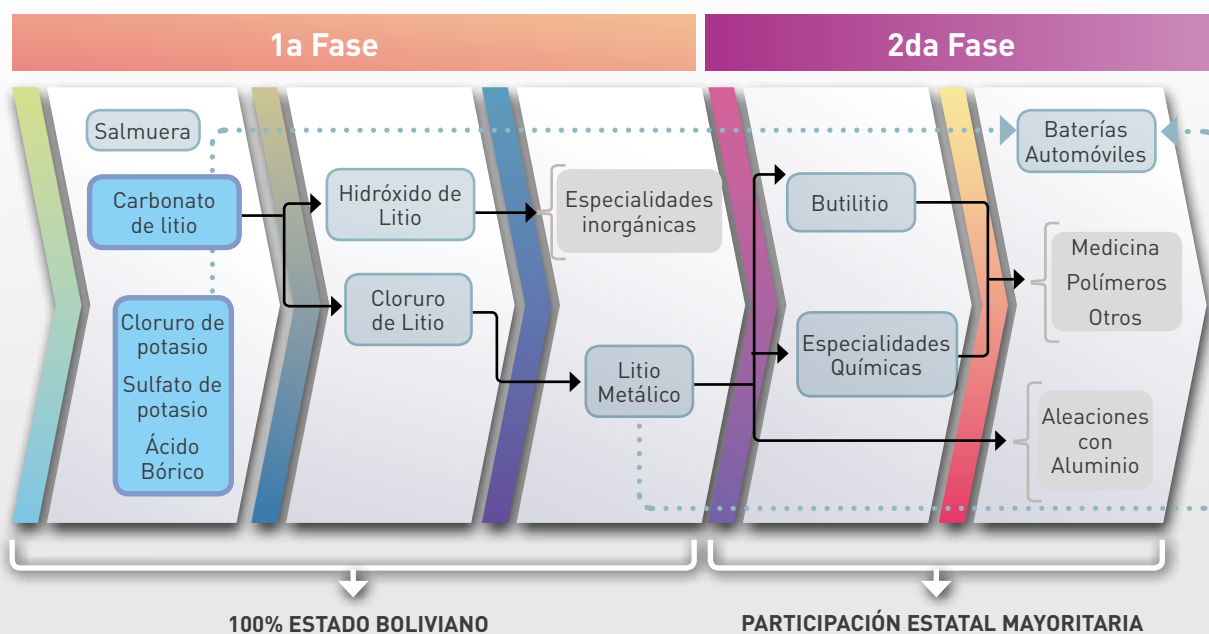 1a Fase
2da Fase
Salmuera
Carbonato
de litio
Cloruro de
potasio
Sulfato de
potasio
Ácido
Bórico
Hidróxido de
Litio
Cloruro
de Litio
Especialidades
inorgánicas
Litio
Metálico
Butilitio
Especialidades
Químicas
Baterías
Automóviles
Medicina
Polímeros
Otros
Aleaciones
con
Aluminio
100% ESTADO BOLIVIANO
PARTICIPACIÓN ESTATAL MAYORITARIA